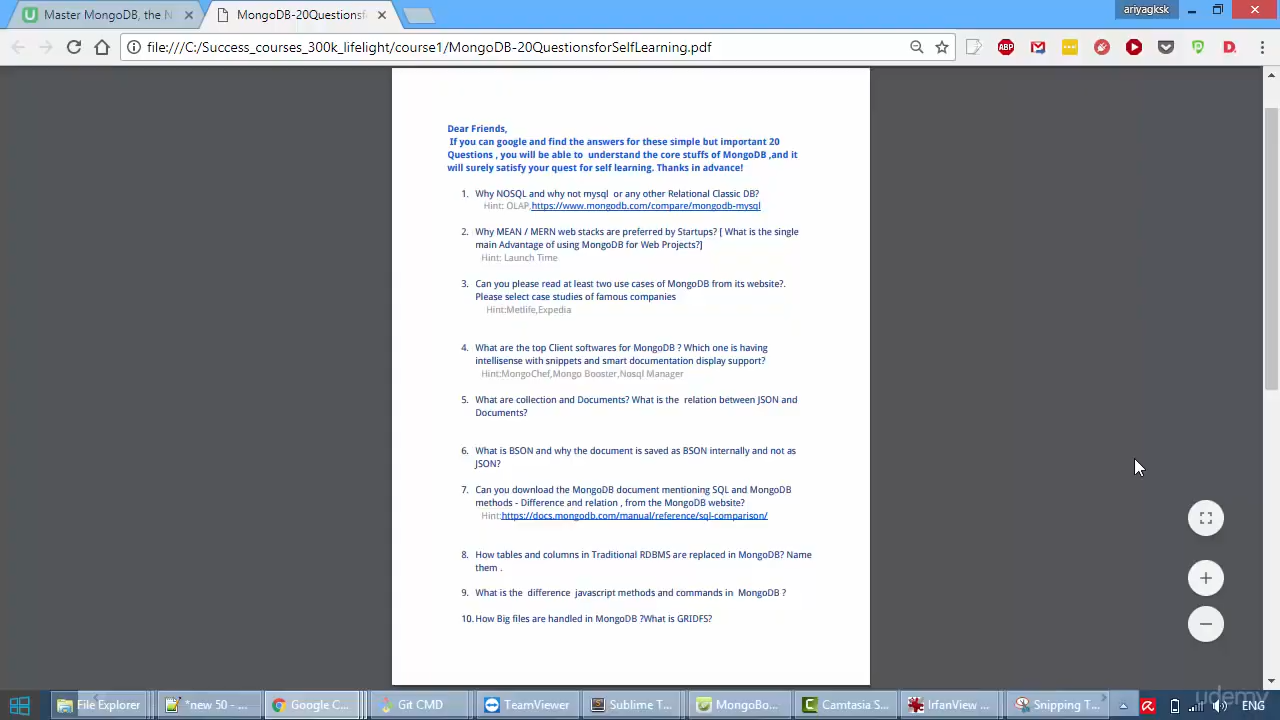 Master MongoDB, the N
MongoDB-20Questionsf
ariyagksk
file:///C:/Success_courses_300k_lifelight/course1/MongoDB-20QuestionsforSelfLearning.pdf
ABP
Dear Friends,
If you can google and find the answers for these simple but important 20
Questions , you will be able to understand the core stuffs of MongoDB ,and it
will surely satisfy your quest for self learning. Thanks in advance!
1. Why NOSQL and why not mysql or any other Relational Classic DB?
Hint: OLAP,https://www.mongodb.com/compare/mongodb-mysql
2. Why MEAN / MERN web stacks are preferred by Startups? [ What is the single
main Advantage of using MongoDB for Web Projects?]
Hint: Launch Time
3. Can you please read at least two use cases of MongoDB from its website?.
Please select case studies of famous companies
Hint:Metlife,Expedia
4. What are the top Client softwares for MongoDB ? Which one is having
intellisense with snippets and smart documentation display support?
Hint:MongoChef,Mongo Booster,Nosql Manager
5. What are collection and Documents? What is the relation between JSON and
Documents?
6. What is BSON and why the document is saved as BSON internally and not as
JSON?
7. Can you download the MongoDB document mentioning SQL and MongoDB
methods - Difference and relation , from the MongoDB website?
Hint:https://docs.mongodb.com/manual/reference/sql-comparison/
8. How tables and columns in Traditional RDBMS are replaced in MongoDB? Name
them .
9. What is the difference javascript methods and commands in MongoDB ?
10. How Big files are handled in MongoDB ?What is GRIDFS?
File Explorer
*new 50 - ...
Google C...
Git CMD
TeamViewer
Sublime T...
MongoBo...
Camtasia S...
IrfanView ...
Snipping T...
ENG
udemy